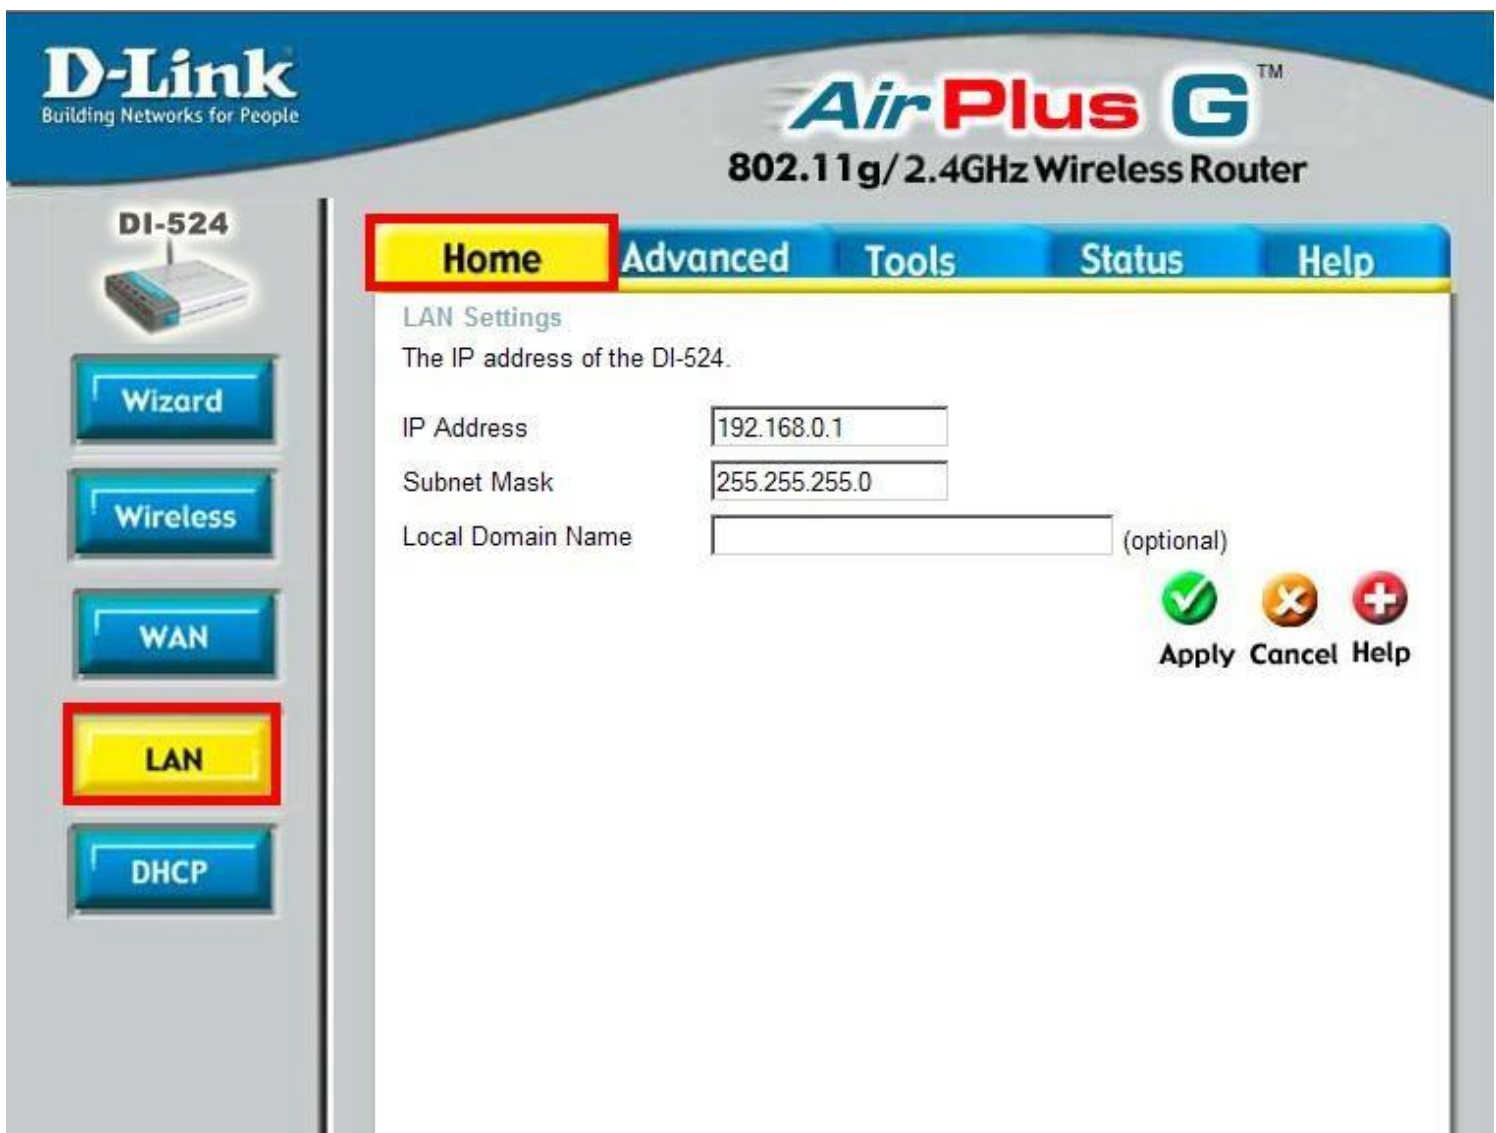 D-Link
Building Networks for People
AirPlus G™
802.11g/2.4GHz Wireless Router
DI-524
Home Advanced Tools Status Help
LAN Settings
The IP address of the DI-524.
IP Address 192.168.0.1
Subnet Mask 255.255.255.0
Local Domain Name (optional)
Apply Cancel Help
Wizard
Wireless
WAN
LAN
DHCP